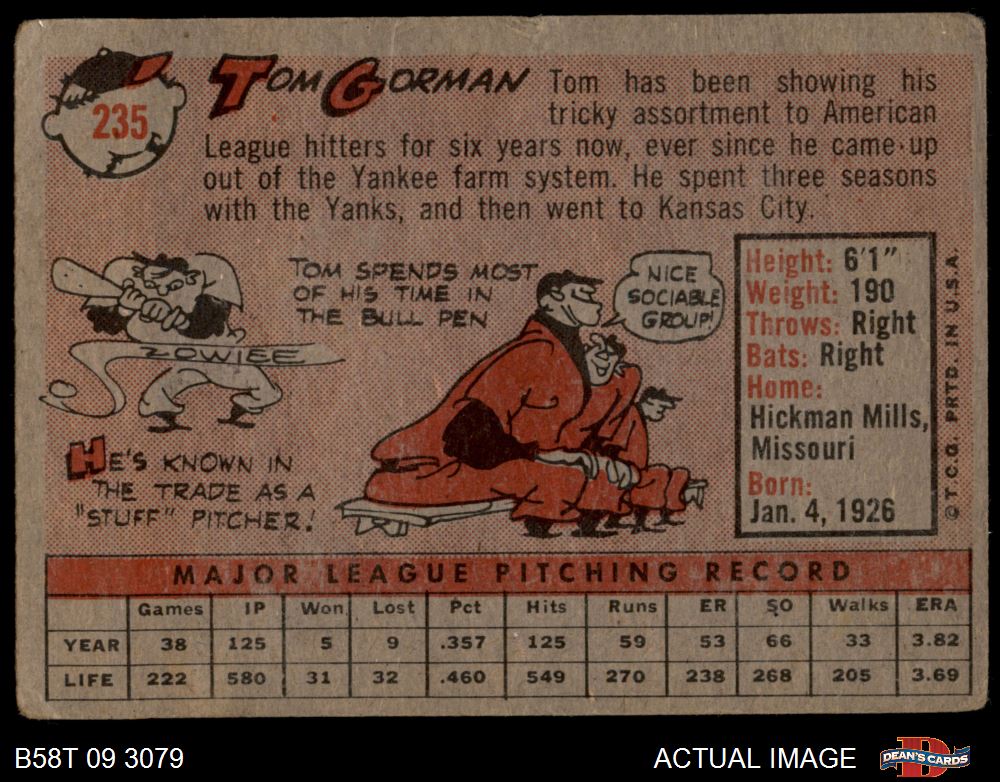 235
TOM GORMAN
Tom has been showing his
tricky assortment to American
League hitters for six years now, ever since he came up
out of the Yankee farm system. He spent three seasons
with the Yanks, and then went to Kansas City.
TOM SPENDS MOST
OF HIS TIME IN
THE BULL PEN
NICE
SOCIABLE
GROUP!
ZOWIEE
HE'S KNOWN IN
THE TRADE AS A
"STUFF" PITCHER!
Height: 6'1"
Weight: 190
Throws: Right
Bats: Right
Home:
Hickman Mills,
Missouri
Born:
Jan. 4, 1926
© T.C.G. PRTD. IN U.S.A.
MAJOR LEAGUE PITCHING RECORD
Games IP Won Lost Pct Hits Runs ER SO Walks ERA
YEAR 38 125 5 9 .357 125 59 53 66 33 3.82
LIFE 222 580 31 32 .460 549 270 238 268 205 3.69
B58T 09 3079
ACTUAL IMAGE
DEAN'S CARDS